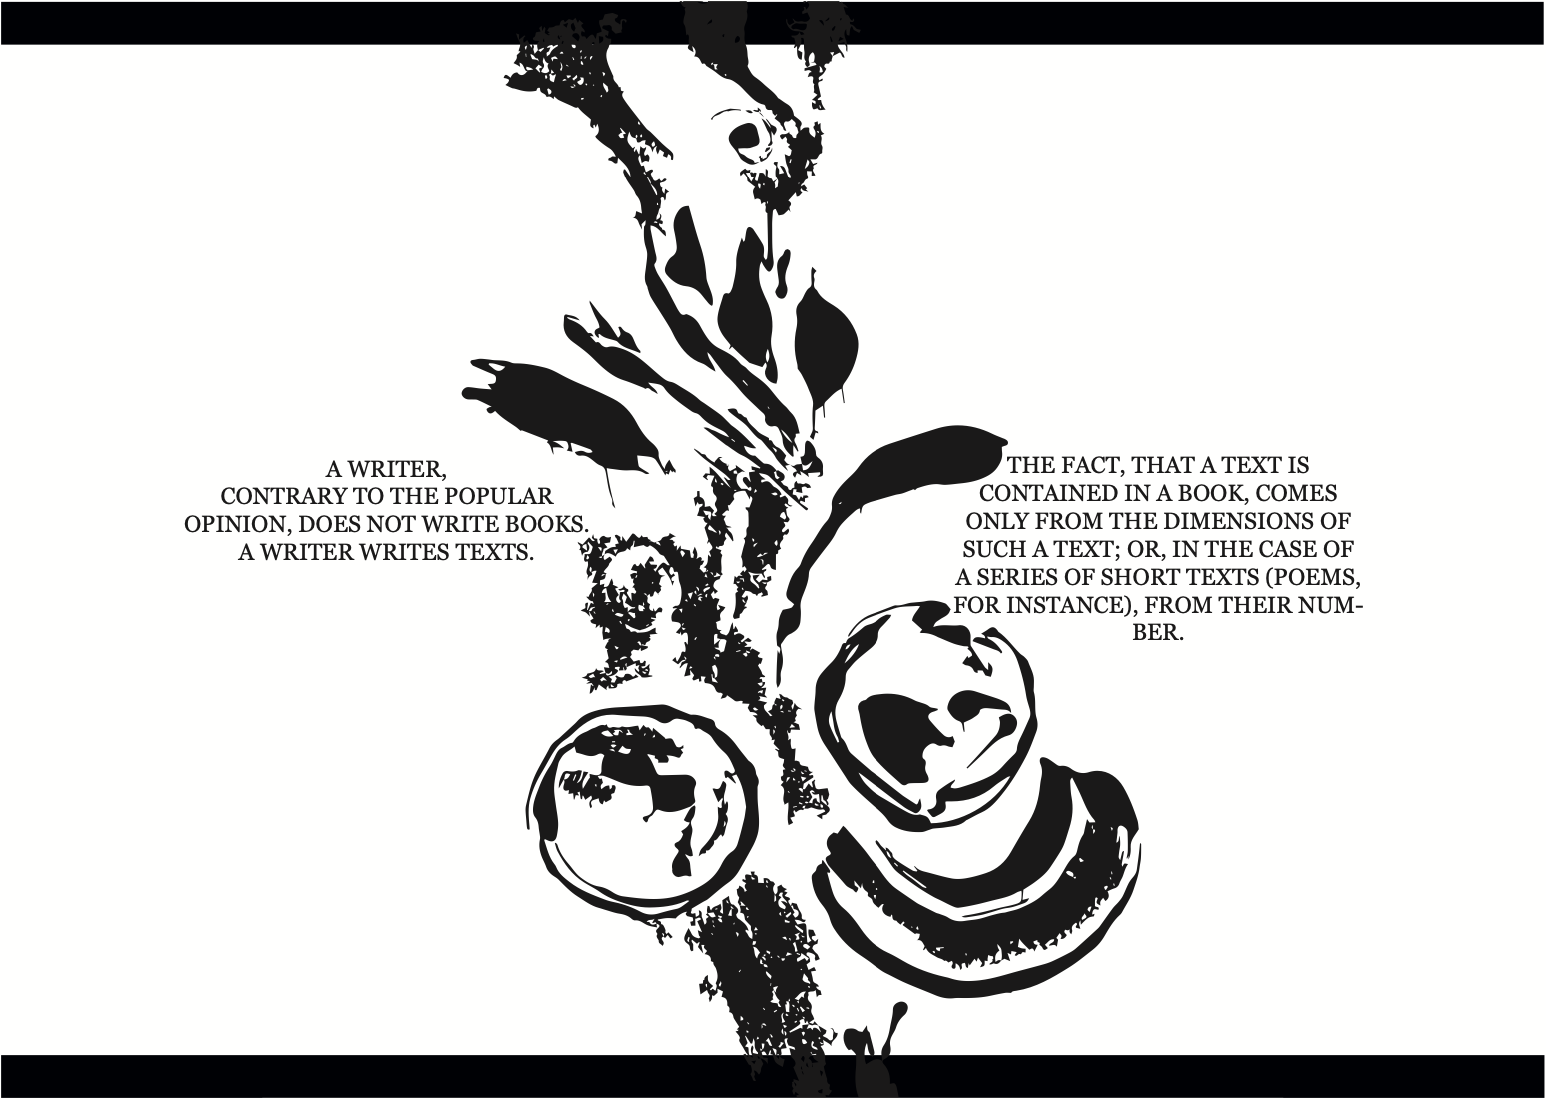 A WRITER,
CONTRARY TO THE POPULAR
OPINION, DOES NOT WRITE BOOKS.
A WRITER WRITES TEXTS.
THE FACT, THAT A TEXT IS
CONTAINED IN A BOOK, COMES
ONLY FROM THE DIMENSIONS OF
SUCH A TEXT; OR, IN THE CASE OF
A SERIES OF SHORT TEXTS (POEMS,
FOR INSTANCE), FROM THEIR NUM-
BER.